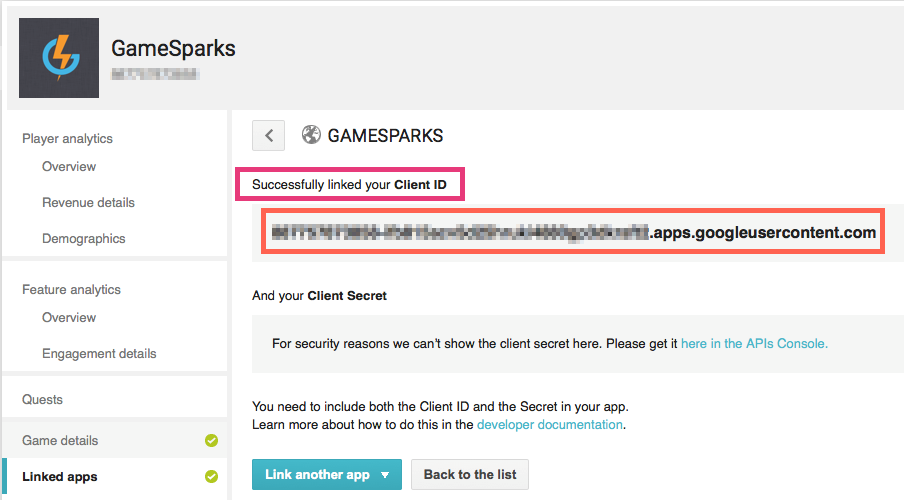 GameSparks
Player analytics
Overview
Revenue details
Demographics
Feature analytics
Overview
Engagement details
Quests
Game details
Linked apps
GAMESPARKS
Successfully linked your Client ID
.apps.googleusercontent.com
And your Client Secret
For security reasons we can't show the client secret here. Please get it here in the APIs Console.
You need to include both the Client ID and the Secret in your app.
Learn more about how to do this in the developer documentation.
Link another app
Back to the list